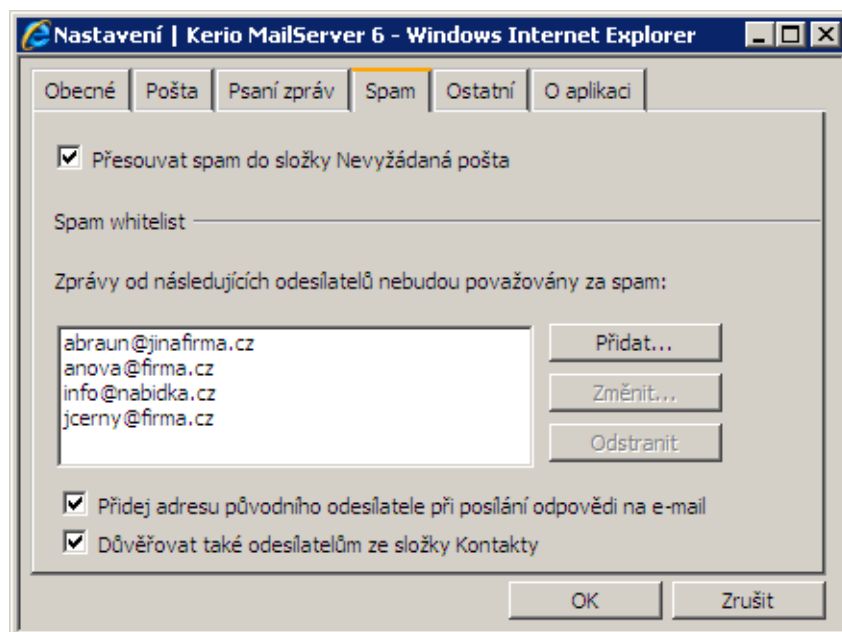 Nastavení | Kerio MailServer 6 - Windows Internet Explorer
Obecné Pošta Psaní zpráv Spam Ostatní O aplikaci
Přesouvat spam do složky Nevyžádaná pošta
Spam whitelist
Zprávy od následujících odesílatelů nebudou považovány za spam:
abraun@jinafirma.cz
anova@firma.cz
info@nabidka.cz
jcerny@firma.cz
Přidat...
Změnit...
Odstranit
Přidej adresu původního odesílatele při posílání odpovědi na e-mail
Důvěřovat také odesílatelům ze složky Kontakty
OK Zrušit